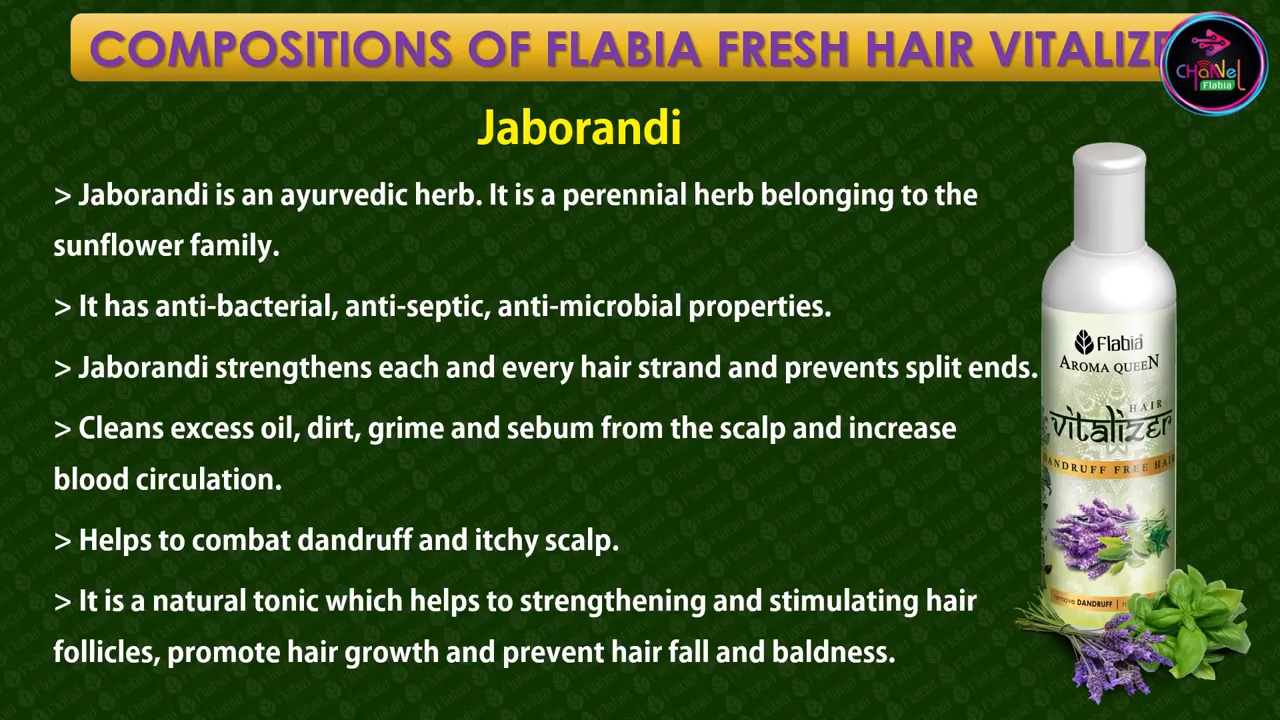 COMPOSITIONS OF FLABIA FRESH HAIR
CHaNNel
Flabia
Jaborandi
> Jaborandi is an ayurvedic herb. It is a perennial herb belonging to the
sunflower family.
> It has anti-bacterial, anti-septic, anti-microbial properties.
> Jaborandi strengthens each and every hair strand and prevents split ends.
> Cleans excess oil, dirt, grime and sebum from the scalp and increase
blood circulation.
> Helps to combat dandruff and itchy scalp.
> It is a natural tonic which helps to strengthening and stimulating hair
follicles, promote hair growth and prevent hair fall and baldness.
Flabia
AROMA QUEEN
HAIR
vitalizer
DANDRUFF FREE HAIR
remove DANDRUFF |